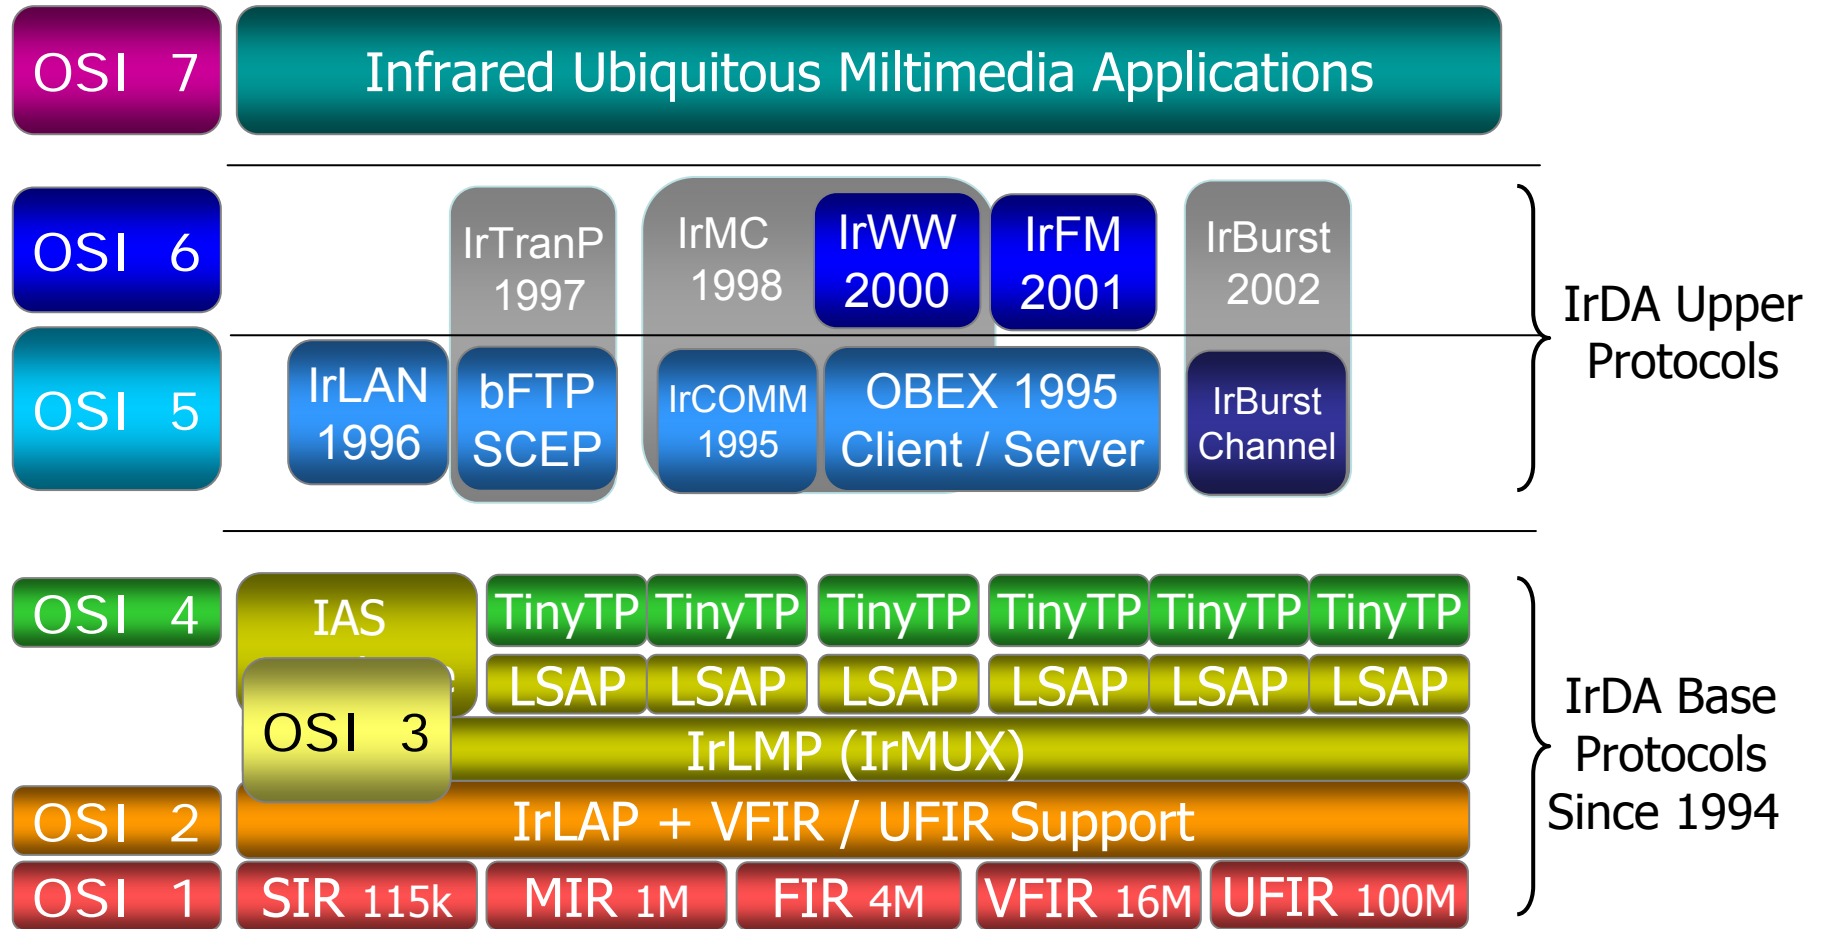 OSI 7
Infrared Ubiquitous Miltimedia Applications
OSI 6
IrTranP
1997
IrMC
1998
IrWW
2000
IrFM
2001
IrBurst
2002
OSI 5
IrLAN
1996
bFTP
SCEP
IrCOMM
1995
OBEX 1995
Client / Server
IrBurst
Channel
IrDA Upper
Protocols
OSI 4
IAS
TinyTP TinyTP TinyTP TinyTP TinyTP TinyTP
LSAP LSAP LSAP LSAP LSAP LSAP
OSI 3
IrLMP (IrMUX)
OSI 2
IrLAP + VFIR / UFIR Support
OSI 1
SIR 115k
MIR 1M
FIR 4M
VFIR 16M
UFIR 100M
IrDA Base
Protocols
Since 1994